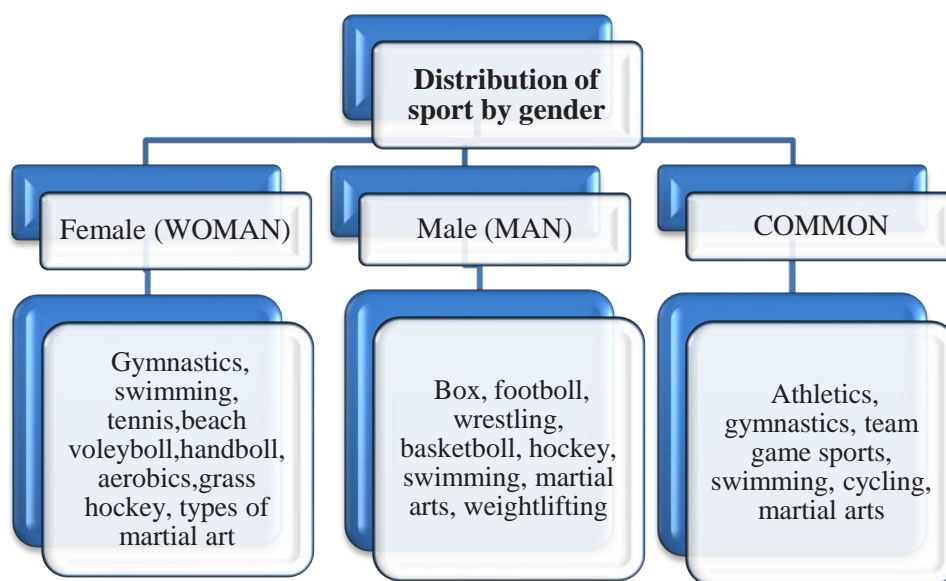 Distribution of
sport by gender
Female (WOMAN)
Male (MAN)
COMMON
Gymnastics,
swimming,
tennis,beach
voleyboll,handboll,
aerobics,grass
hockey, types of
martial art
Box, footboll,
wrestling,
basketboll, hockey,
swimming, martial
arts, weightlifting
Athletics,
gymnastics, team
game sports,
swimming, cycling,
martial arts